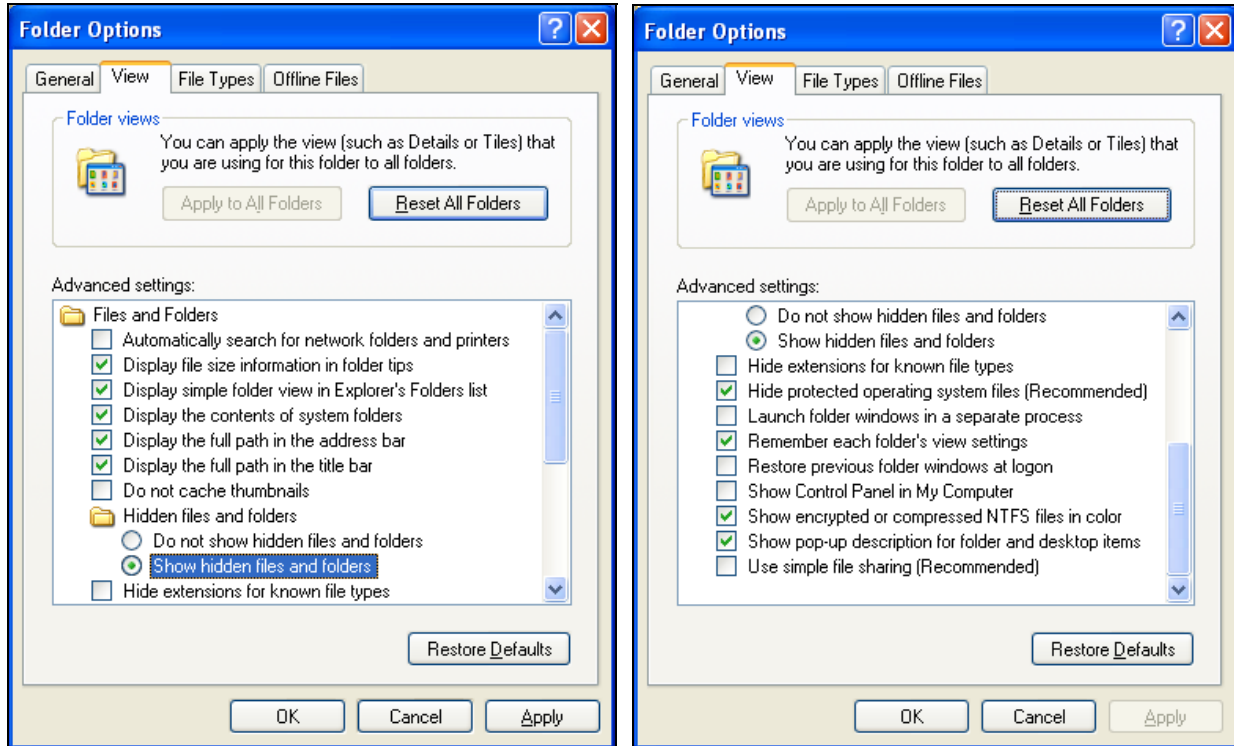 Folder Options
General View File Types Offline Files
Folder views
You can apply the view (such as Details or Tiles) that
you are using for this folder to all folders.
Apply to All Folders Reset All Folders
Advanced settings:
Files and Folders
Automatically search for network folders and printers
Display file size information in folder tips
Display simple folder view in Explorer's Folders list
Display the contents of system folders
Display the full path in the address bar
Display the full path in the title bar
Do not cache thumbnails
Hidden files and folders
Do not show hidden files and folders
Show hidden files and folders
Hide extensions for known file types
Restore Defaults
OK Cancel Apply
Folder Options
General View File Types Offline Files
Folder views
You can apply the view (such as Details or Tiles) that
you are using for this folder to all folders.
Apply to All Folders Reset All Folders
Advanced settings:
Do not show hidden files and folders
Show hidden files and folders
Hide extensions for known file types
Hide protected operating system files (Recommended)
Launch folder windows in a separate process
Remember each folder's view settings
Restore previous folder windows at logon
Show Control Panel in My Computer
Show encrypted or compressed NTFS files in color
Show pop-up description for folder and desktop items
Use simple file sharing (Recommended)
Restore Defaults
OK Cancel Apply